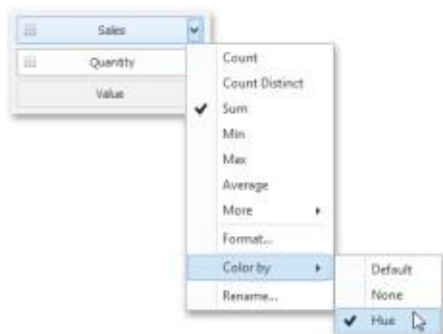 Sales
Quantity
Value
Count
Count Distinct
Sum
Min
Max
Average
More
Format...
Color by
Rename...
Default
None
Hue